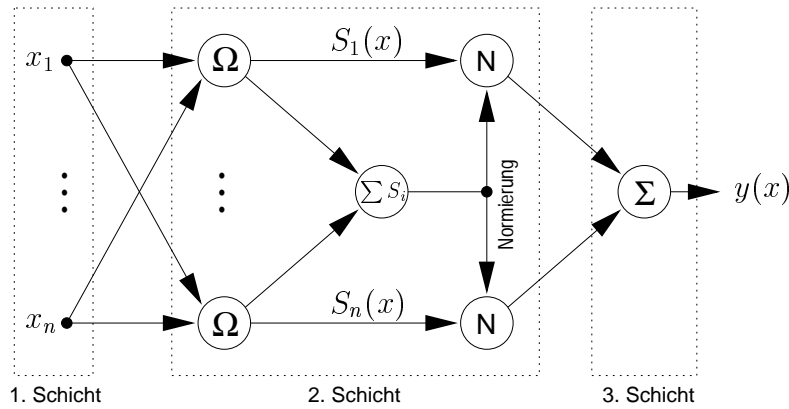 x₁
Ω
S₁(x)
N
⋮
⋮
∑ Sᵢ
Normierung
Σ
y(x)
xₙ
Ω
Sₙ(x)
N
1. Schicht
2. Schicht
3. Schicht